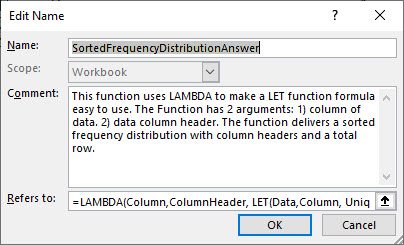 Edit Name
Name: SortedFrequencyDistributionAnswer
Scope: Workbook
Comment: This function uses LAMBDA to make a LET function formula
easy to use. The Function has 2 arguments: 1) column of
data. 2) data column header. The function delivers a sorted
frequency distribution with column headers and a total
row.
Refers to: =LAMBDA(Column,ColumnHeader, LET(Data,Column, Uniq
OK Cancel